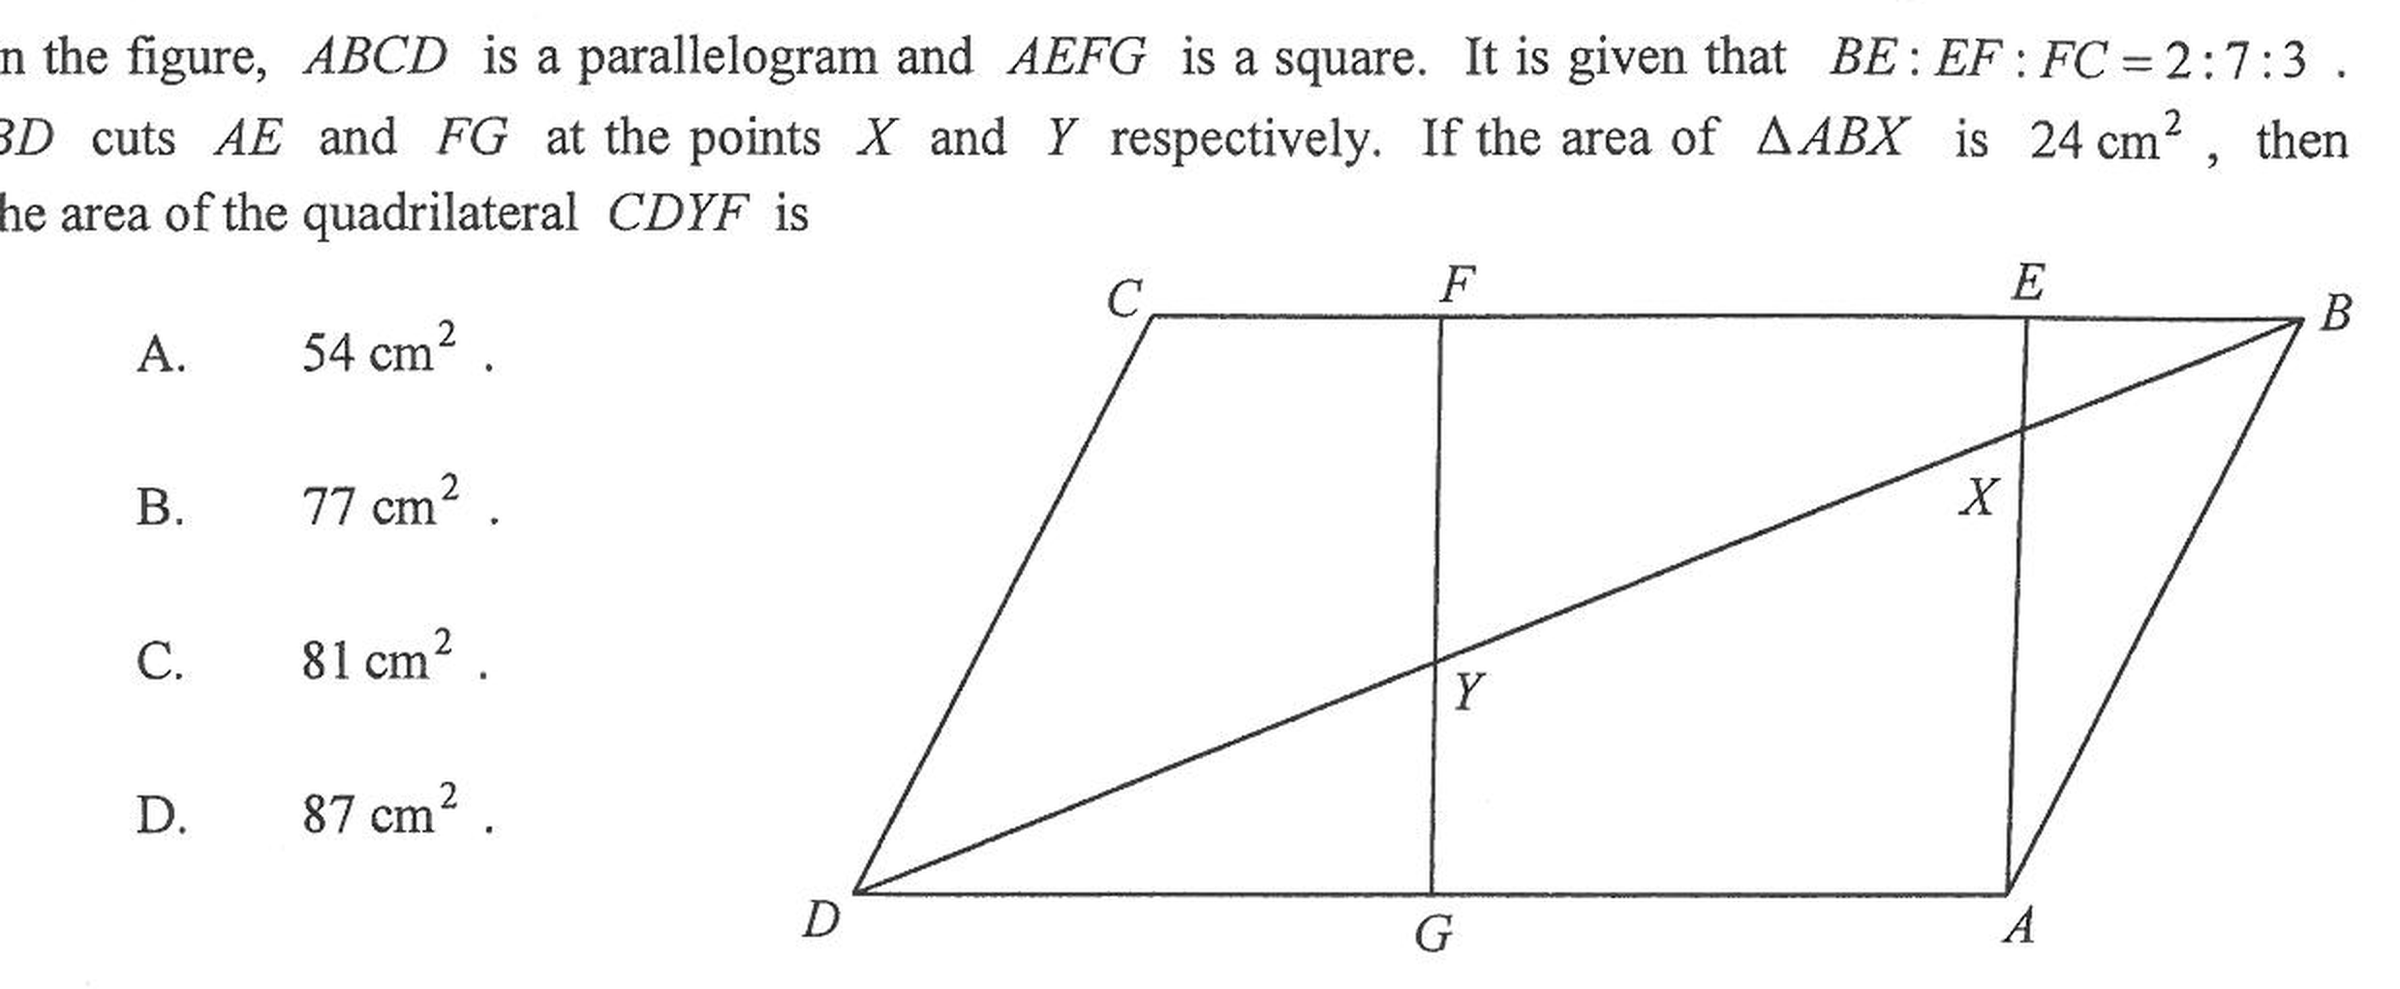 n the figure, ABCD is a parallelogram and AEFG is a square. It is given that BE : EF : FC = 2 : 7 : 3 .
BD cuts AE and FG at the points X and Y respectively. If the area of ΔABX is 24 cm² , then
he area of the quadrilateral CDYF is
C F E B
A. 54 cm² .
B. 77 cm² .
X
C. 81 cm² .
Y
D. 87 cm² .
D G A